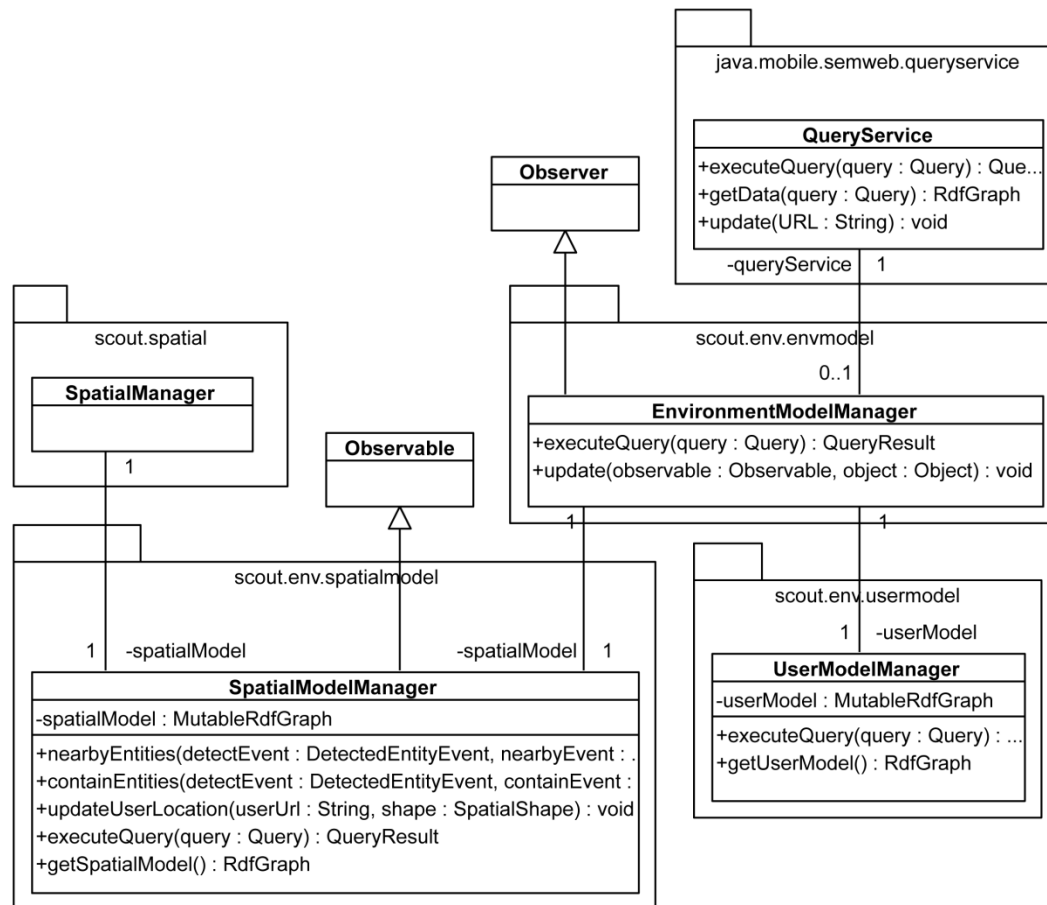 java.mobile.semweb.queryservice
QueryService
+executeQuery(query : Query) : Que...
+getData(query : Query) : RdfGraph
+update(URL : String) : void
-queryService
1
Observer
scout.spatial
SpatialManager
1
scout.env.envmodel
0..1
EnvironmentModelManager
+executeQuery(query : Query) : QueryResult
+update(observable : Observable, object : Object) : void
1
1
Observable
scout.env.spatialmodel
1
-spatialModel
-spatialModel
1
SpatialModelManager
-spatialModel : MutableRdfGraph
+nearbyEntities(detectEvent : DetectedEntityEvent, nearbyEvent : .
+containEntities(detectEvent : DetectedEntityEvent, containEvent :
+updateUserLocation(userUrl : String, shape : SpatialShape) : void
+executeQuery(query : Query) : QueryResult
+getSpatialModel() : RdfGraph
scout.env.usermodel
1
-userModel
UserModelManager
-userModel : MutableRdfGraph
+executeQuery(query : Query) : ...
+getUserModel() : RdfGraph